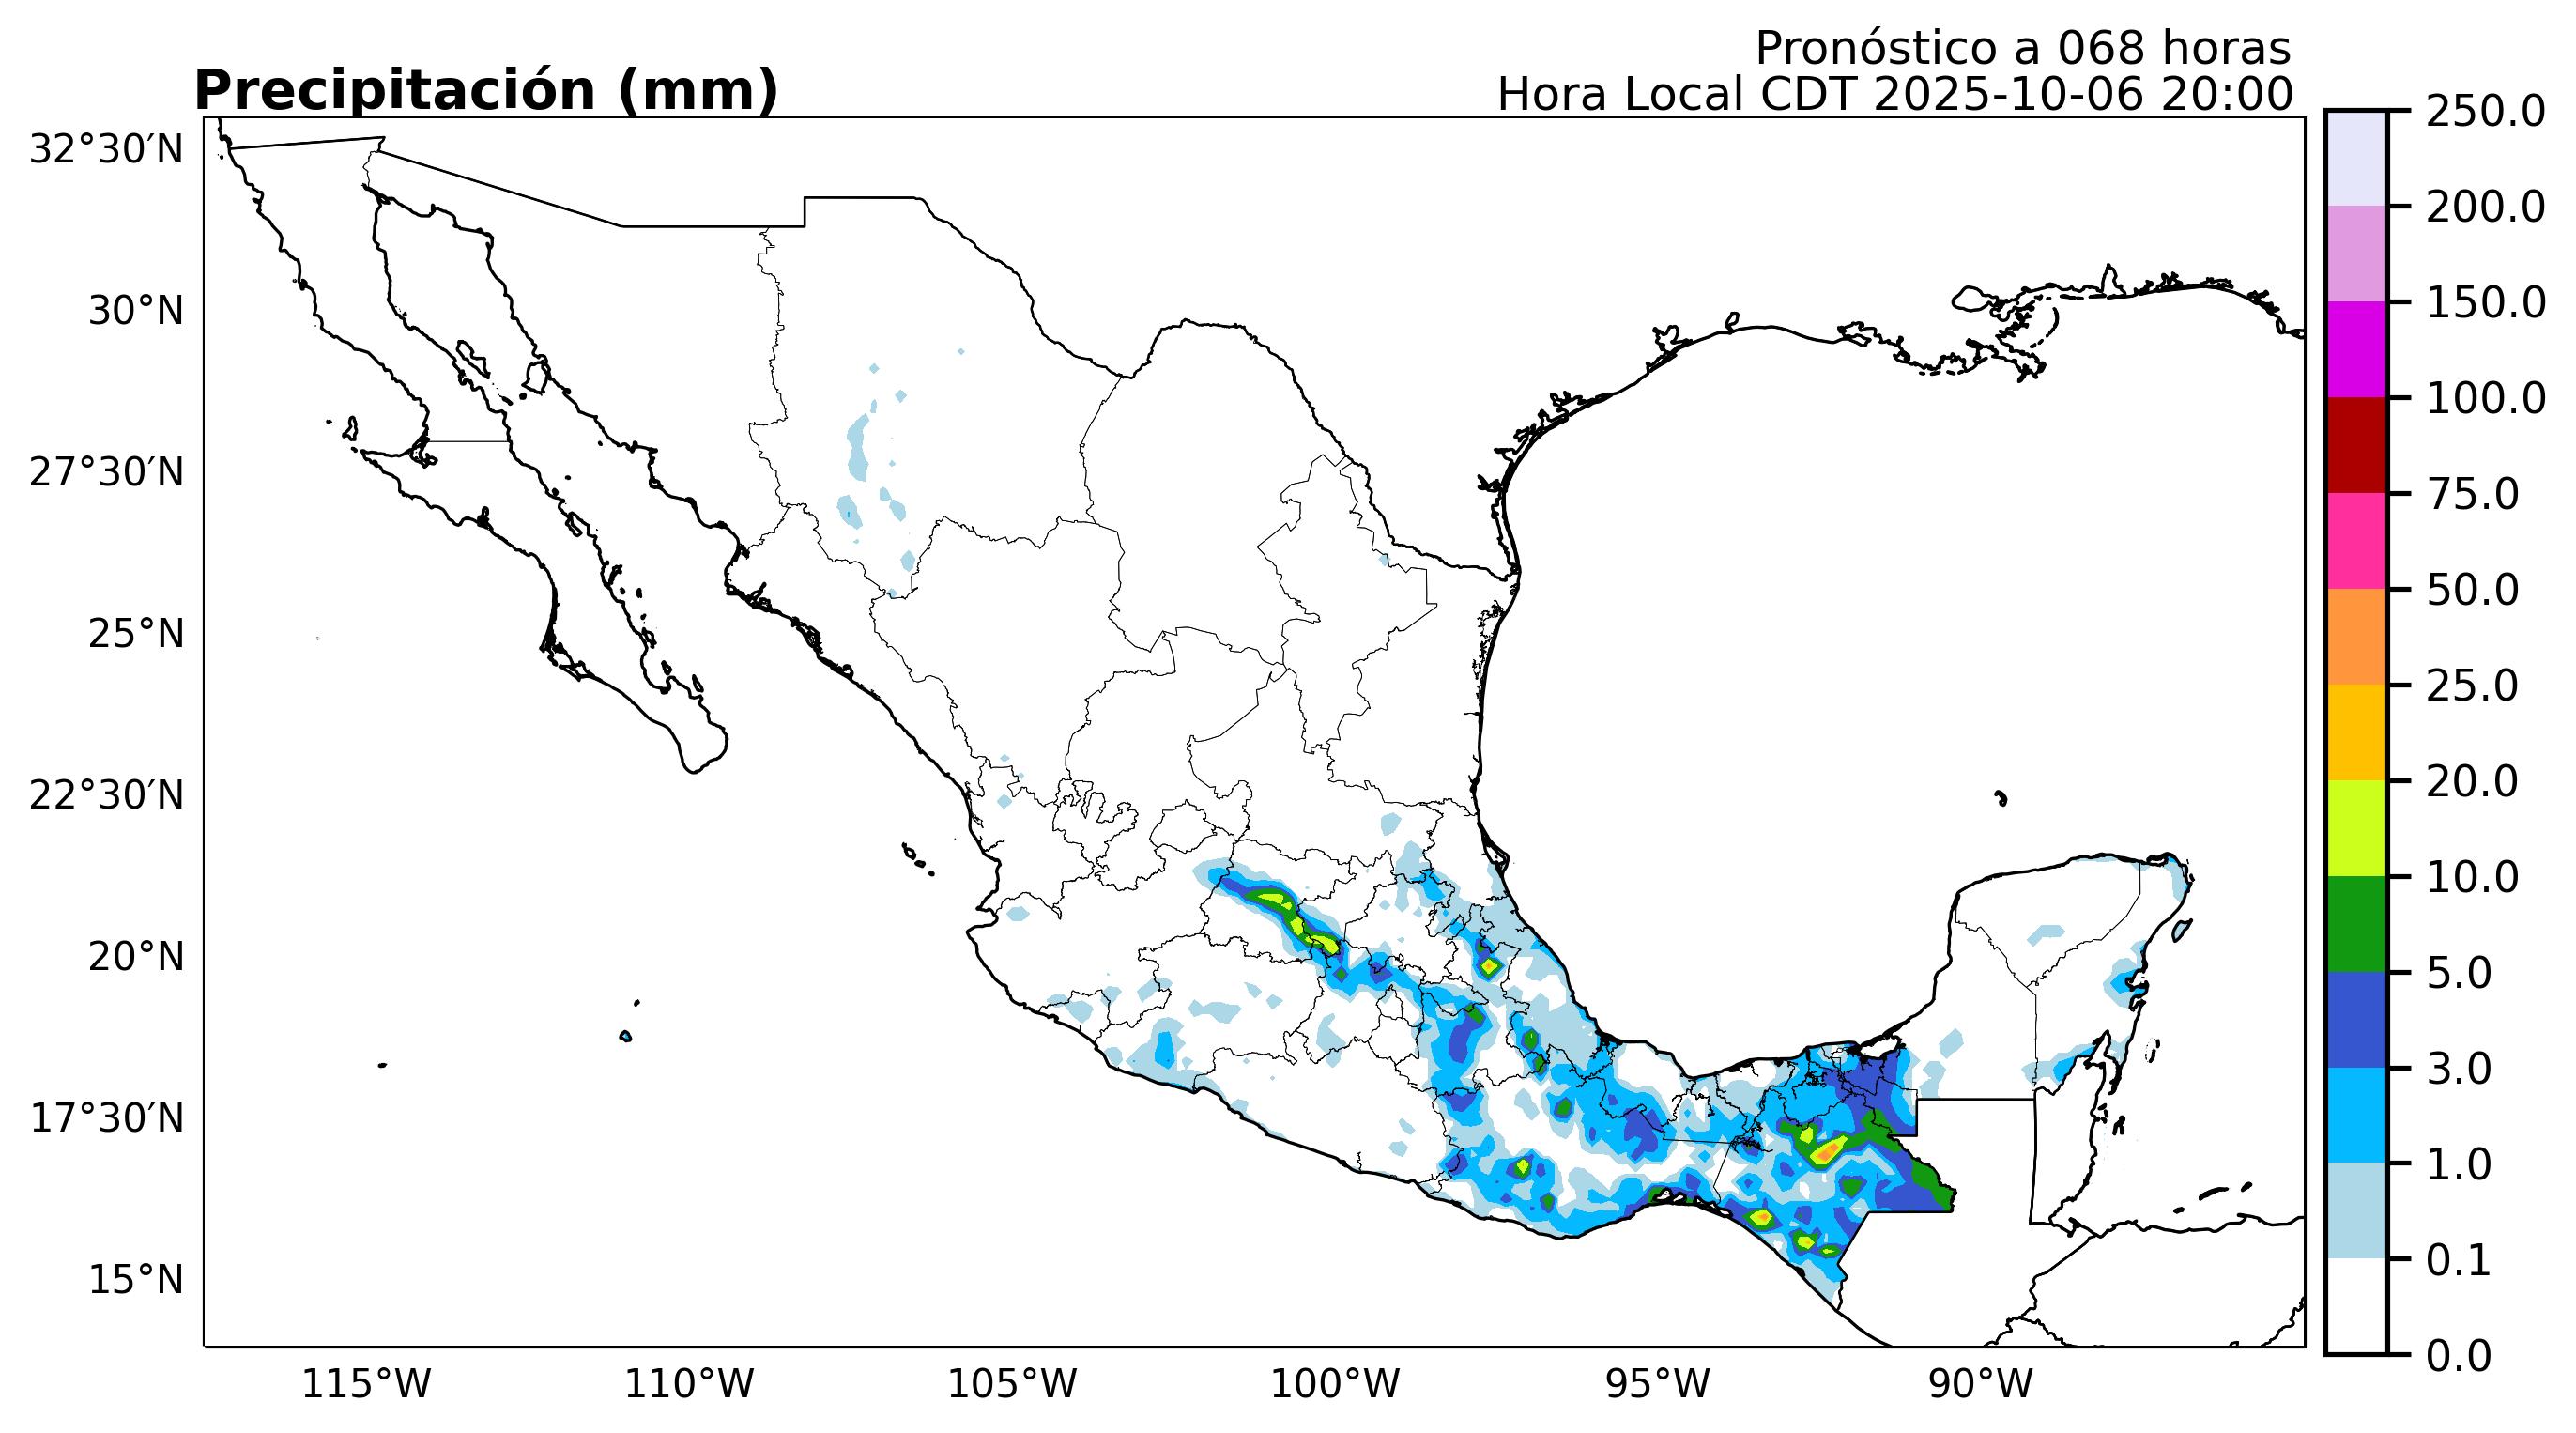 Pronóstico a 068 horas
Precipitación (mm)
Hora Local CDT 2025-10-06 20:00
32°30′N
30°N
27°30′N
25°N
22°30′N
20°N
17°30′N
15°N
115°W
110°W
105°W
100°W
95°W
90°W
250.0
200.0
150.0
100.0
75.0
50.0
25.0
20.0
10.0
5.0
3.0
1.0
0.1
0.0